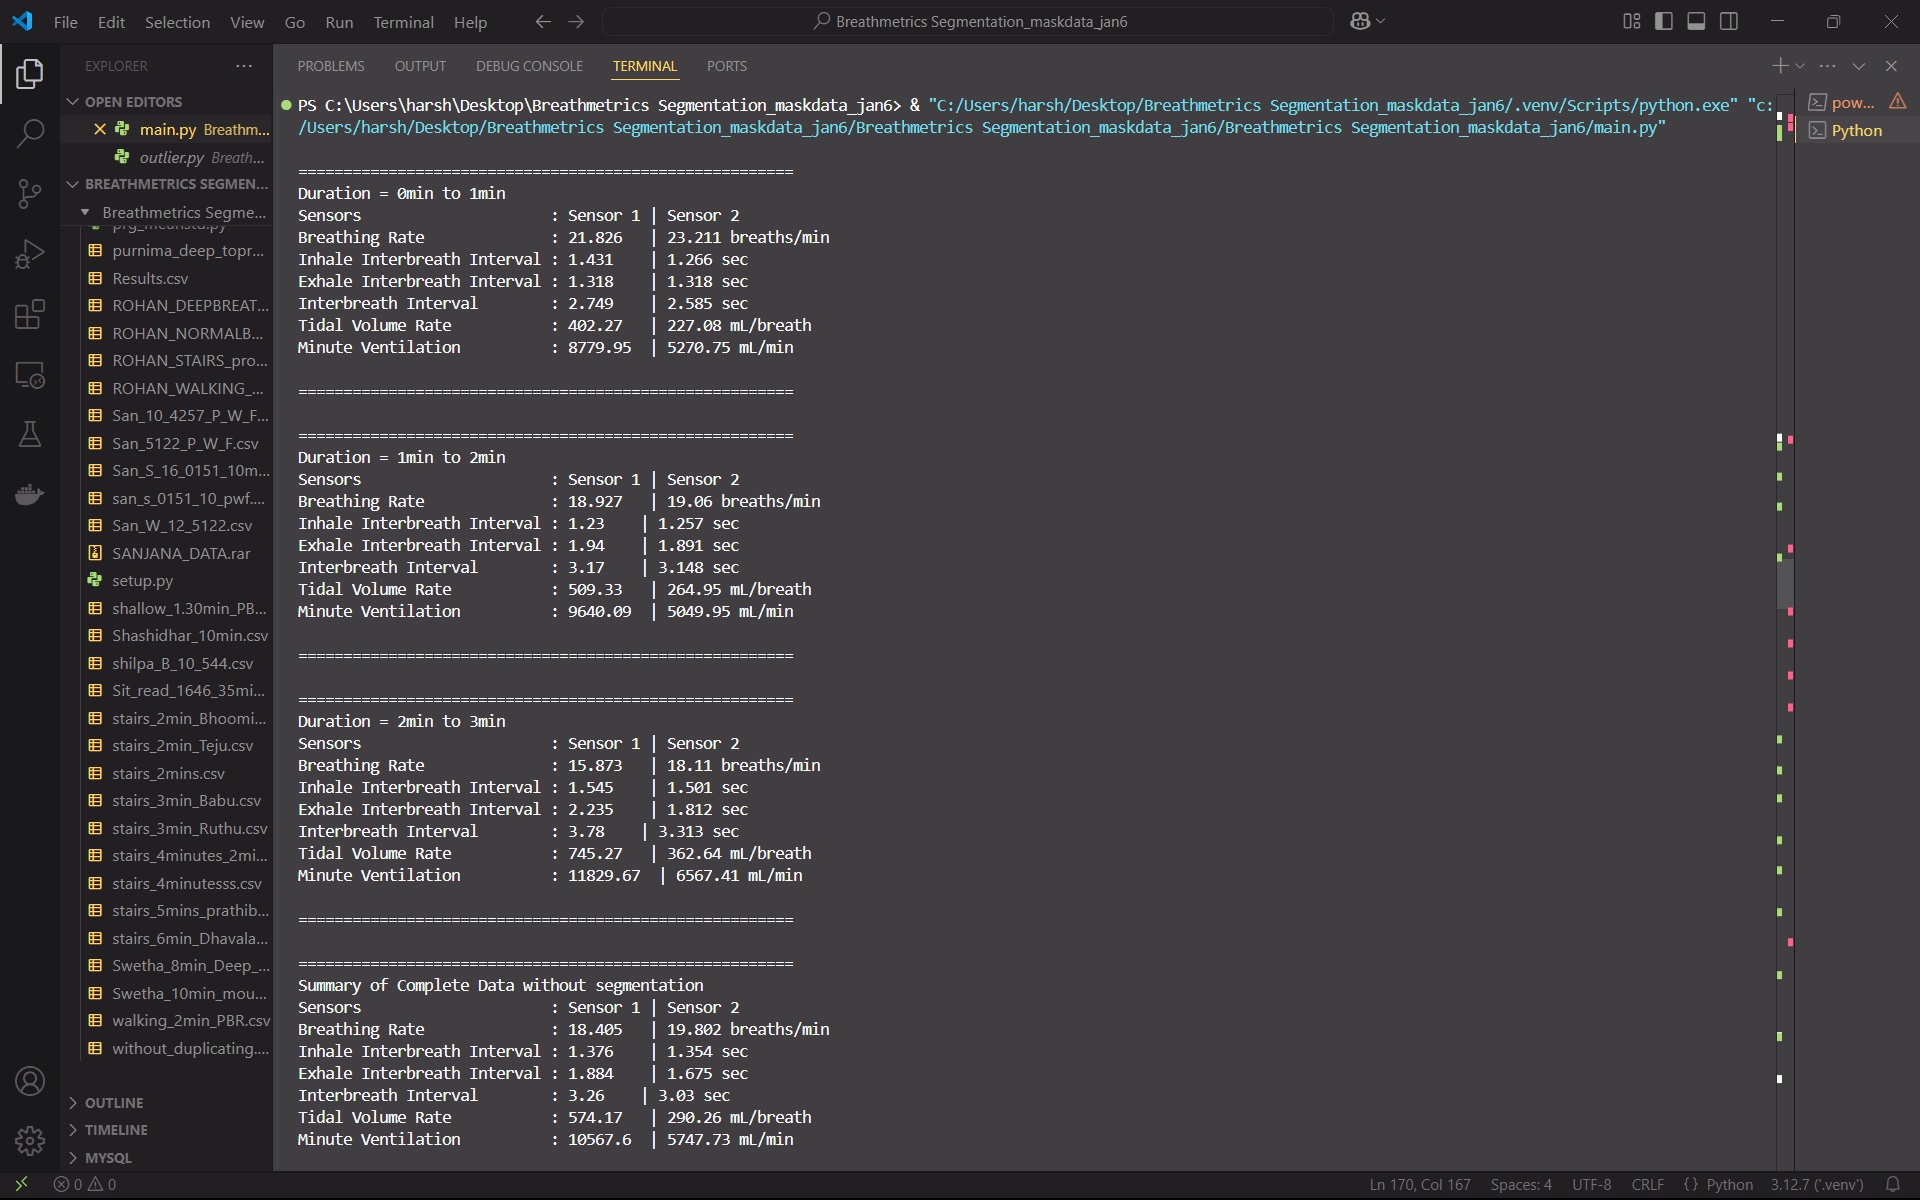 File Edit Selection View Go Run Terminal Help
Breathmetrics Segmentation_maskdata_jan6
EXPLORER
OPEN EDITORS
main.py Breathm...
outlier.py Breath...
BREATHMETRICS SEGMEN...
Breathmetrics Segme...
purnima_deep_topr...
Results.csv
ROHAN_DEEPBREAT...
ROHAN_NORMALB...
ROHAN_STAIRS_pro...
ROHAN_WALKING_...
San_10_4257_P_W_F...
San_5122_P_W_F.csv
San_S_16_0151_10m...
san_s_0151_10_pwf....
San_W_12_5122.csv
SANJANA_DATA.rar
setup.py
shallow_1.30min_PB...
Shashidhar_10min.csv
shilpa_B_10_544.csv
Sit_read_1646_35mi...
stairs_2min_Bhoomi...
stairs_2min_Teju.csv
stairs_2mins.csv
stairs_3min_Babu.csv
stairs_3min_Ruthu.csv
stairs_4minutes_2mi...
stairs_4minutesss.csv
stairs_5mins_prathib...
stairs_6min_Dhavala...
Swetha_8min_Deep_...
Swetha_10min_mou...
walking_2min_PBR.csv
without_duplicating....
OUTLINE
TIMELINE
MYSQL
PROBLEMS OUTPUT DEBUG CONSOLE TERMINAL PORTS
PS C:\Users\harsh\Desktop\Breathmetrics Segmentation_maskdata_jan6> & "C:/Users/harsh/Desktop/Breathmetrics Segmentation_maskdata_jan6/.venv/Scripts/python.exe" "c:
/Users/harsh/Desktop/Breathmetrics Segmentation_maskdata_jan6/Breathmetrics Segmentation_maskdata_jan6/Breathmetrics Segmentation_maskdata_jan6/main.py"
=======================================================
Duration = 0min to 1min
Sensors : Sensor 1 | Sensor 2
Breathing Rate : 21.826 | 23.211 breaths/min
Inhale Interbreath Interval : 1.431 | 1.266 sec
Exhale Interbreath Interval : 1.318 | 1.318 sec
Interbreath Interval : 2.749 | 2.585 sec
Tidal Volume Rate : 402.27 | 227.08 mL/breath
Minute Ventilation : 8779.95 | 5270.75 mL/min
=======================================================
=======================================================
Duration = 1min to 2min
Sensors : Sensor 1 | Sensor 2
Breathing Rate : 18.927 | 19.06 breaths/min
Inhale Interbreath Interval : 1.23 | 1.257 sec
Exhale Interbreath Interval : 1.94 | 1.891 sec
Interbreath Interval : 3.17 | 3.148 sec
Tidal Volume Rate : 509.33 | 264.95 mL/breath
Minute Ventilation : 9640.09 | 5049.95 mL/min
=======================================================
=======================================================
Duration = 2min to 3min
Sensors : Sensor 1 | Sensor 2
Breathing Rate : 15.873 | 18.11 breaths/min
Inhale Interbreath Interval : 1.545 | 1.501 sec
Exhale Interbreath Interval : 2.235 | 1.812 sec
Interbreath Interval : 3.78 | 3.313 sec
Tidal Volume Rate : 745.27 | 362.64 mL/breath
Minute Ventilation : 11829.67 | 6567.41 mL/min
=======================================================
=======================================================
Summary of Complete Data without segmentation
Sensors : Sensor 1 | Sensor 2
Breathing Rate : 18.405 | 19.802 breaths/min
Inhale Interbreath Interval : 1.376 | 1.354 sec
Exhale Interbreath Interval : 1.884 | 1.675 sec
Interbreath Interval : 3.26 | 3.03 sec
Tidal Volume Rate : 574.17 | 290.26 mL/breath
Minute Ventilation : 10567.6 | 5747.73 mL/min
pow...
Python
0 0
Ln 170, Col 167 Spaces: 4 UTF-8 CRLF {} Python 3.12.7 ('.venv')